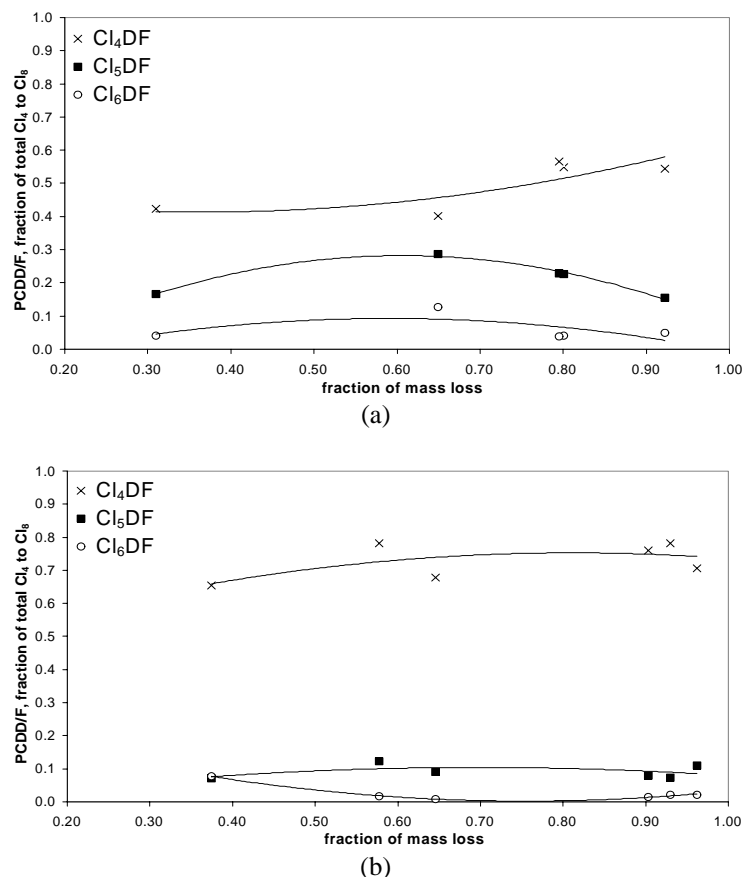 1.0
× Cl₄DF
0.9
■ Cl₅DF
0.8
○ Cl₆DF
0.7
0.6
0.5
0.4
0.3
0.2
0.1
0.0
PCDD/F, fraction of total Cl₄ to Cl₈
0.20 0.30 0.40 0.50 0.60 0.70 0.80 0.90 1.00
fraction of mass loss
(a)
1.0
× Cl₄DF
0.9
■ Cl₅DF
0.8
○ Cl₆DF
0.7
0.6
0.5
0.4
0.3
0.2
0.1
0.0
PCDD/F, fraction of total Cl₄ to Cl₈
0.20 0.30 0.40 0.50 0.60 0.70 0.80 0.90 1.00
fraction of mass loss
(b)